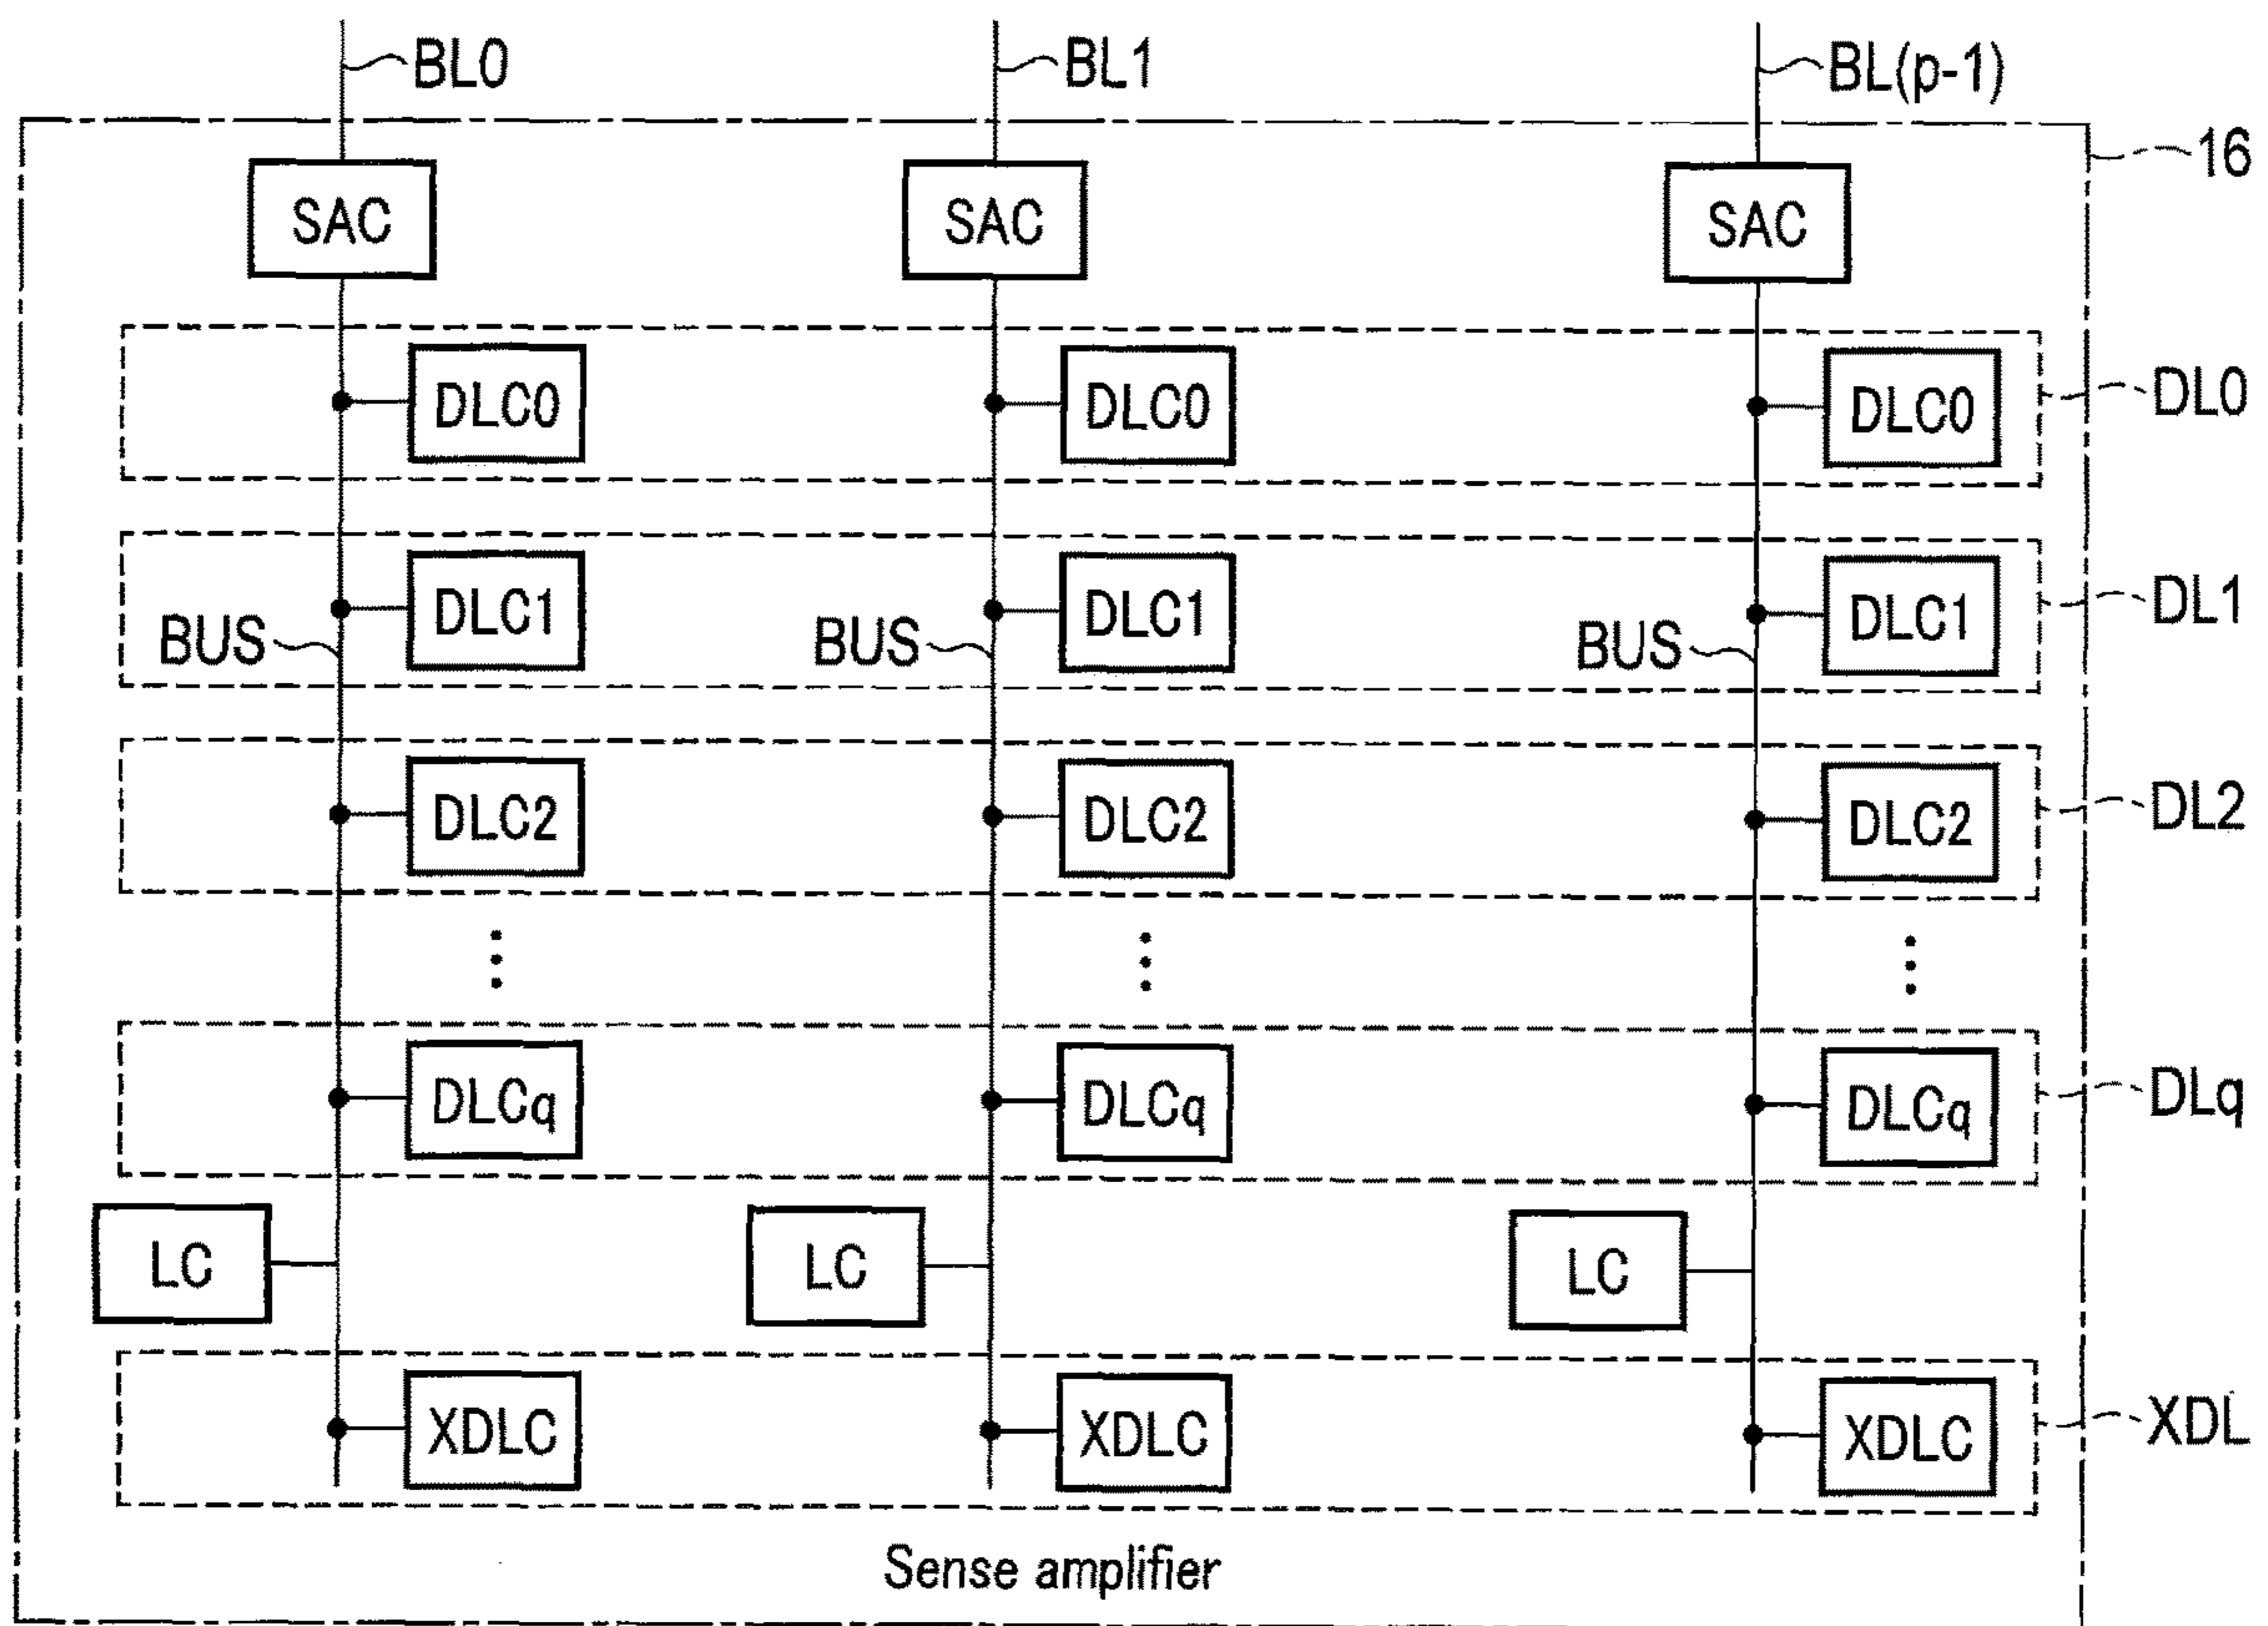 BL0 BL1 BL(p-1)
16
SAC SAC SAC
DLC0 DLC0 DLC0 DL0
DLC1 DLC1 DLC1 DL1
BUS BUS BUS
DLC2 DLC2 DLC2 DL2
DLCq DLCq DLCq DLq
LC LC LC
XDLC XDLC XDLC XDL
Sense amplifier